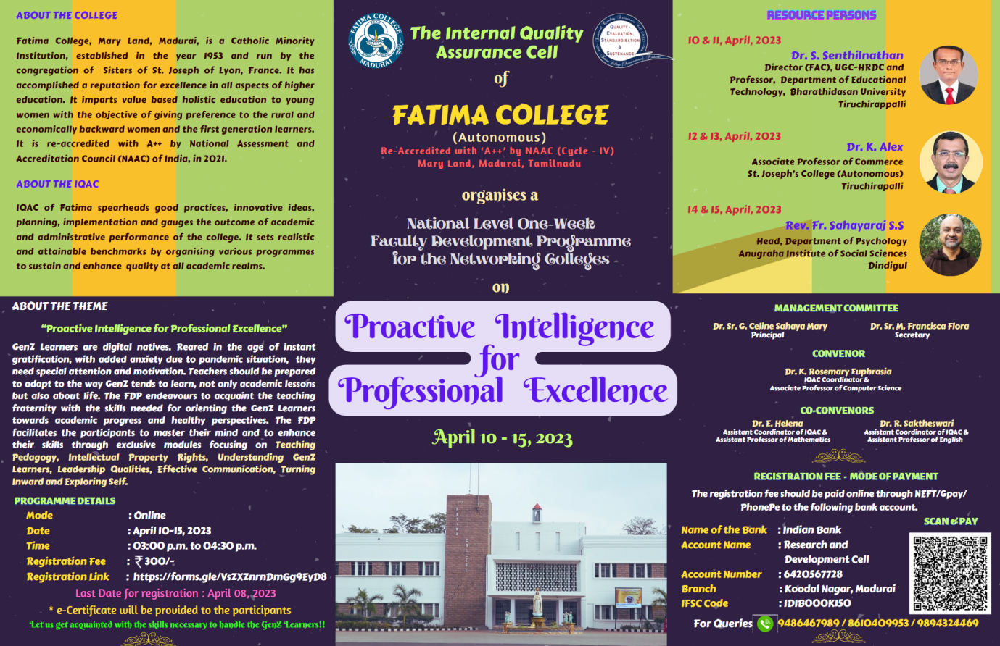 ABOUT THE COLLEGE
Fatima College, Mary Land, Madurai, is a Catholic Minority
Institution, established in the year 1953 and run by the
congregation of Sisters of St. Joseph of Lyon, France. It has
accomplished a reputation for excellence in all aspects of higher
education. It imparts value based holistic education to young
women with the objective of giving preference to the rural and
economically backward women and the first generation learners.
It is re-accredited with A++ by National Assessment and
Accreditation Council (NAAC) of India, in 2021.
ABOUT THE IQAC
IQAC of Fatima spearheads good practices, innovative ideas,
planning, implementation and gauges the outcome of academic
and administrative performance of the college. It sets realistic
and attainable benchmarks by organising various programmes
to sustain and enhance quality at all academic realms.
ABOUT THE THEME
“Proactive Intelligence for Professional Excellence”
GenZ Learners are digital natives. Reared in the age of instant
gratification, with added anxiety due to pandemic situation, they
need special attention and motivation. Teachers should be prepared
to adapt to the way GenZ tends to learn, not only academic lessons
but also about life. The FDP endeavours to acquaint the teaching
fraternity with the skills needed for orienting the GenZ Learners
towards academic progress and healthy perspectives. The FDP
facilitates the participants to master their mind and to enhance
their skills through exclusive modules focusing on Teaching
Pedagogy, Intellectual Property Rights, Understanding GenZ
Learners, Leadership Qualities, Effective Communication, Turning
Inward and Exploring Self.
PROGRAMME DETAILS
Mode : Online
Date : April 10-15, 2023
Time : 03:00 p.m. to 04:30 p.m.
Registration Fee : ₹ 300/-
Registration Link : https://forms.gle/VsZXZnrnDmGg9EyD8
Last Date for registration : April 08, 2023
* e-Certificate will be provided to the participants
Let us get acquainted with the skills necessary to handle the GenZ Learners!!
FATIMA COLLEGE
MADURAI
The Internal Quality
Assurance Cell
QUALITY -
EVALUATION,
STANDARDISATION
&
SUSTENANCE
of
FATIMA COLLEGE
(Autonomous)
Re-Accredited with ‘A++’ by NAAC (Cycle - IV)
Mary Land, Madurai, Tamilnadu
organises a
National Level One-Week
Faculty Development Programme
for the Networking Colleges
on
Proactive Intelligence
for
Professional Excellence
April 10 - 15, 2023
FATIMA COLLEGE
RESOURCE PERSONS
10 & 11, April, 2023
Dr. S. Senthilnathan
Director (FAC), UGC-HRDC and
Professor, Department of Educational
Technology, Bharathidasan University
Tiruchirappalli
12 & 13, April, 2023
Dr. K. Alex
Associate Professor of Commerce
St. Joseph's College (Autonomous)
Tiruchirapalli
14 & 15, April, 2023
Rev. Fr. Sahayaraj S.S
Head, Department of Psychology
Anugraha Institute of Social Sciences
Dindigul
MANAGEMENT COMMITTEE
Dr. Sr. G. Celine Sahaya Mary Dr. Sr. M. Francisca Flora
Principal Secretary
CONVENOR
Dr. K. Rosemary Euphrasia
IQAC Coordinator &
Associate Professor of Computer Science
CO-CONVENORS
Dr. E. Helena Dr. R. Saktheswari
Assistant Coordinator of IQAC & Assistant Coordinator of IQAC &
Assistant Professor of Mathematics Assistant Professor of English
REGISTRATION FEE - MODE OF PAYMENT
The registration fee should be paid online through NEFT/Gpay/
PhonePe to the following bank account.
SCAN & PAY
Name of the Bank : Indian Bank
Account Name : Research and
Development Cell
Account Number : 6420567728
Branch : Koodal Nagar, Madurai
IFSC Code : IDIB000K150
For Queries 9486467989 / 8610409953 / 9894324469